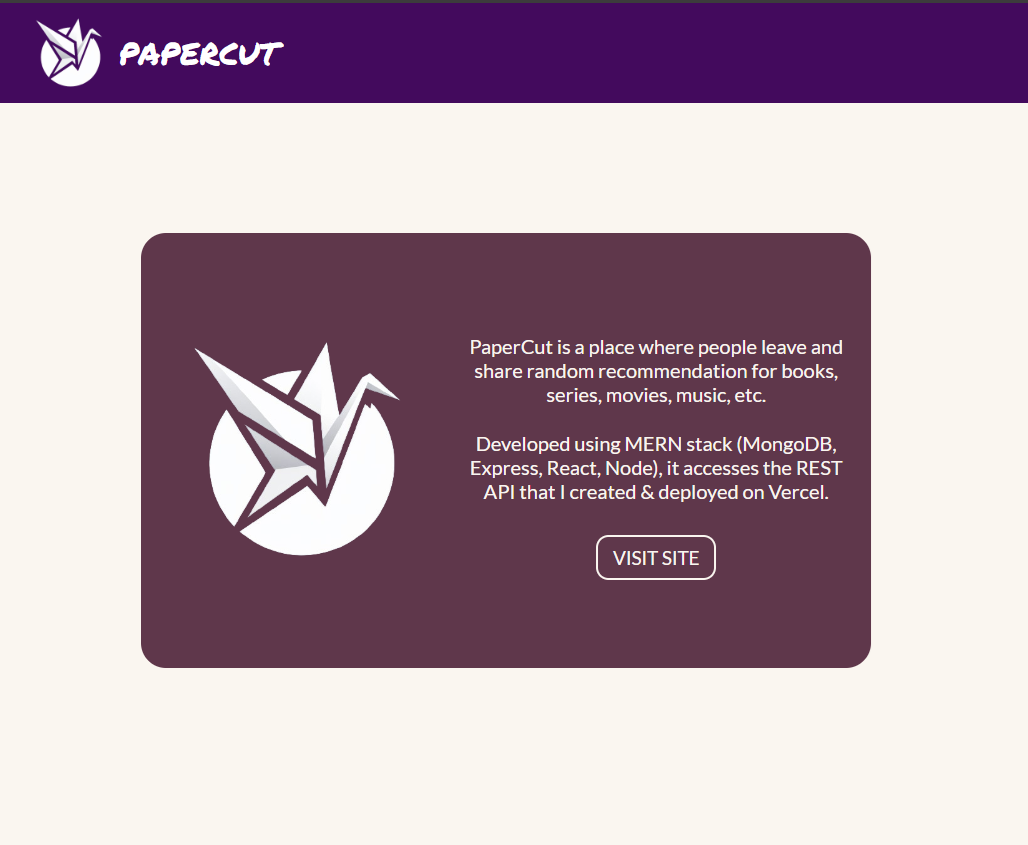 PAPERCUT
PaperCut is a place where people leave and
share random recommendation for books,
series, movies, music, etc.
Developed using MERN stack (MongoDB,
Express, React, Node), it accesses the REST
API that I created & deployed on Vercel.
VISIT SITE